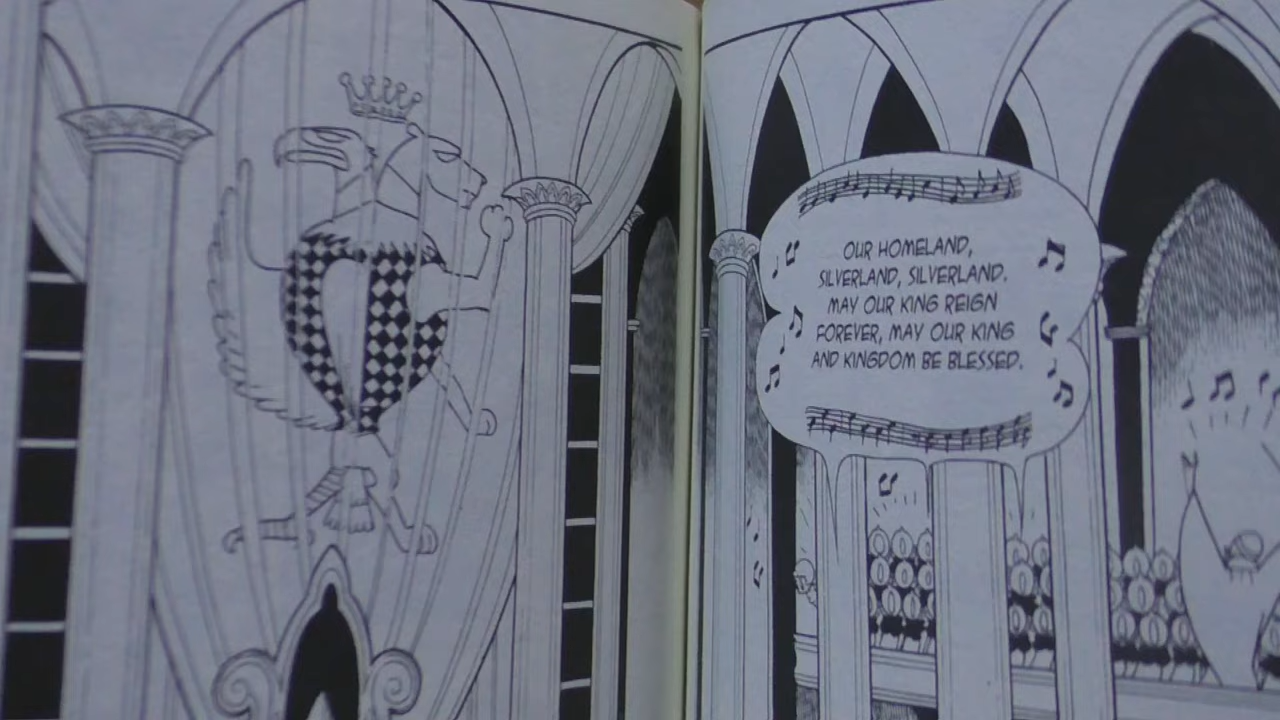 OUR HOMELAND,
SILVERLAND, SILVERLAND.
MAY OUR KING REIGN
FOREVER, MAY OUR KING
AND KINGDOM BE BLESSED.